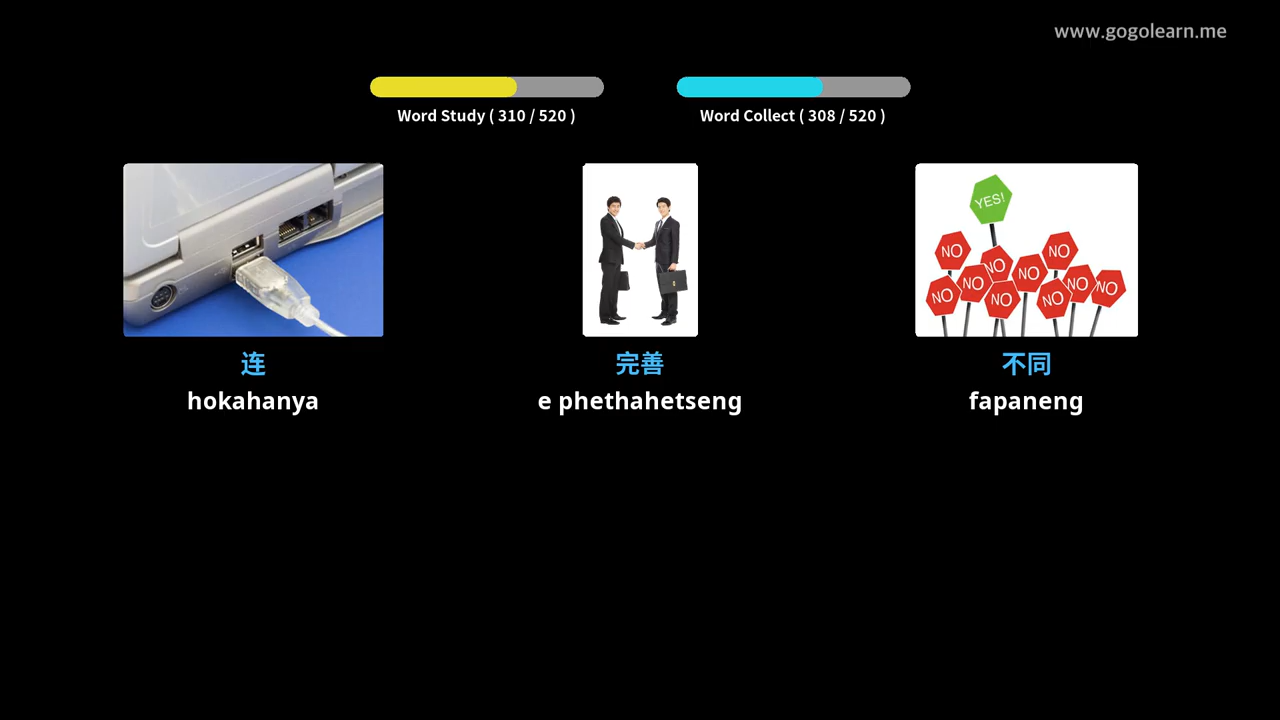 www.gogolearn.me
Word Study ( 310 / 520 )
Word Collect ( 308 / 520 )
YES!
NO
NO
NO
NO
NO
NO
NO
NO
NO
NO
连
完善
不同
hokahanya
e phethahetseng
fapaneng